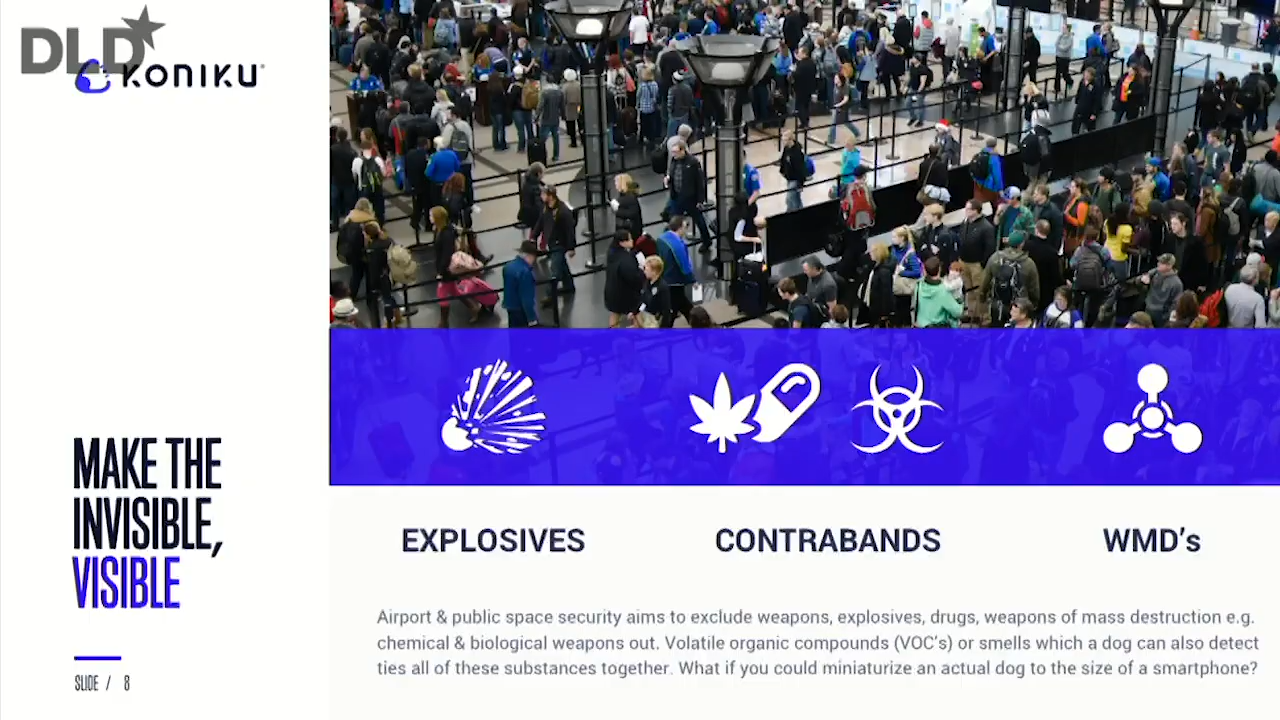 DLD
KONIKU
MAKE THE
INVISIBLE,
VISIBLE
SLIDE / 8
EXPLOSIVES
CONTRABANDS
WMD's
Airport & public space security aims to exclude weapons, explosives, drugs, weapons of mass destruction e.g.
chemical & biological weapons out. Volatile organic compounds (VOC's) or smells which a dog can also detect
ties all of these substances together. What if you could miniaturize an actual dog to the size of a smartphone?